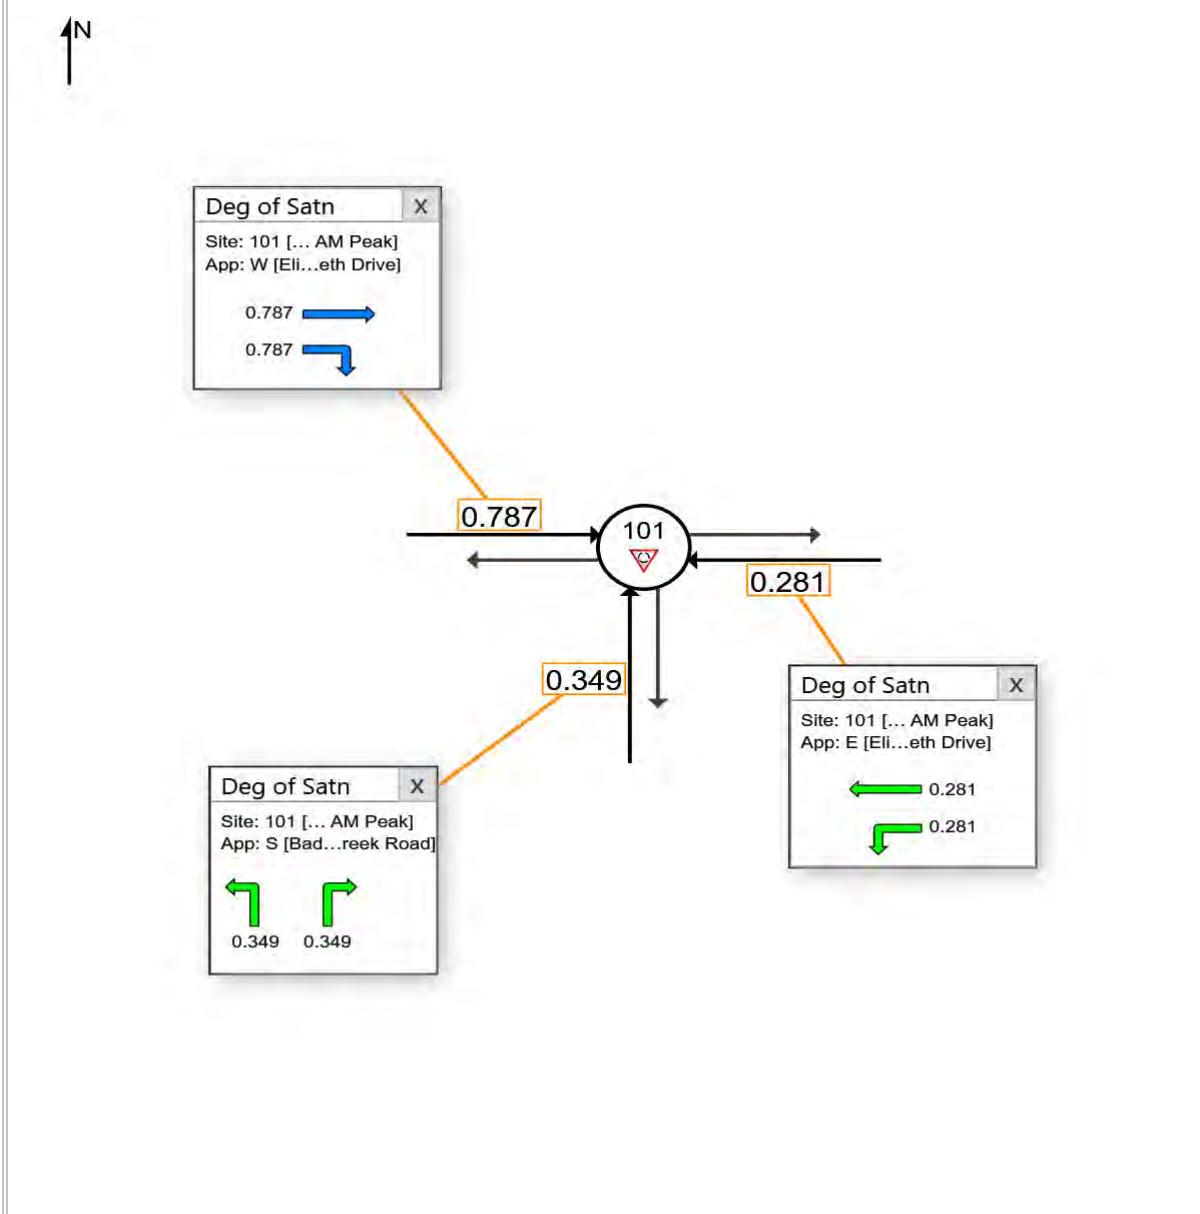 N
Deg of Satn X
Site: 101 [... AM Peak]
App: W [Eli...eth Drive]
0.787
0.787
0.787
101
0.281
0.349
Deg of Satn X
Site: 101 [... AM Peak]
App: E [Eli...eth Drive]
0.281
0.281
Deg of Satn X
Site: 101 [... AM Peak]
App: S [Bad...reek Road]
0.349 0.349